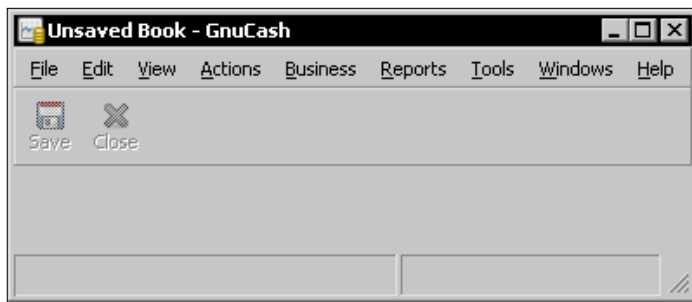 Unsaved Book - GnuCash
File Edit View Actions Business Reports Tools Windows Help
Save Close